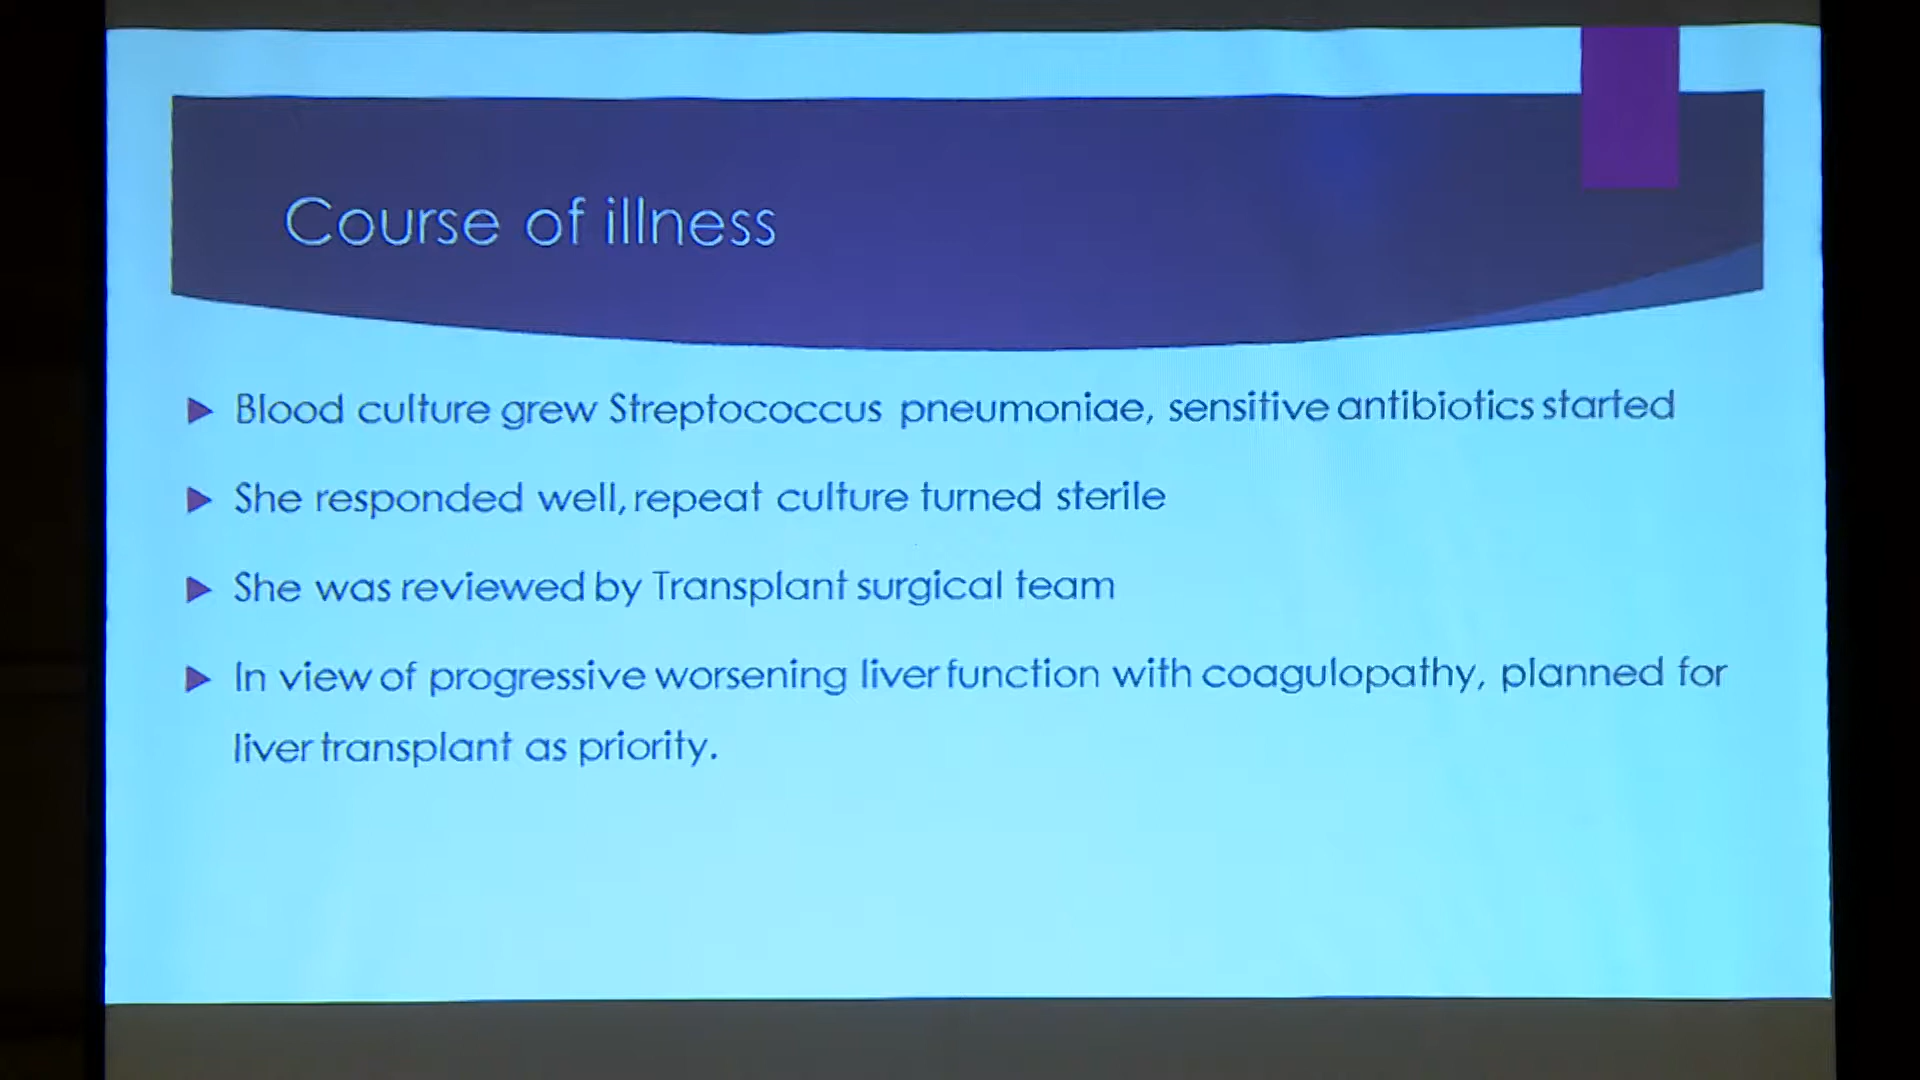 Course of illness
Blood culture grew Streptococcus pneumoniae, sensitive antibiotics started
She responded well, repeat culture turned sterile
She was reviewed by Transplant surgical team
In view of progressive worsening liver function with coagulopathy, planned for
liver transplant as priority.